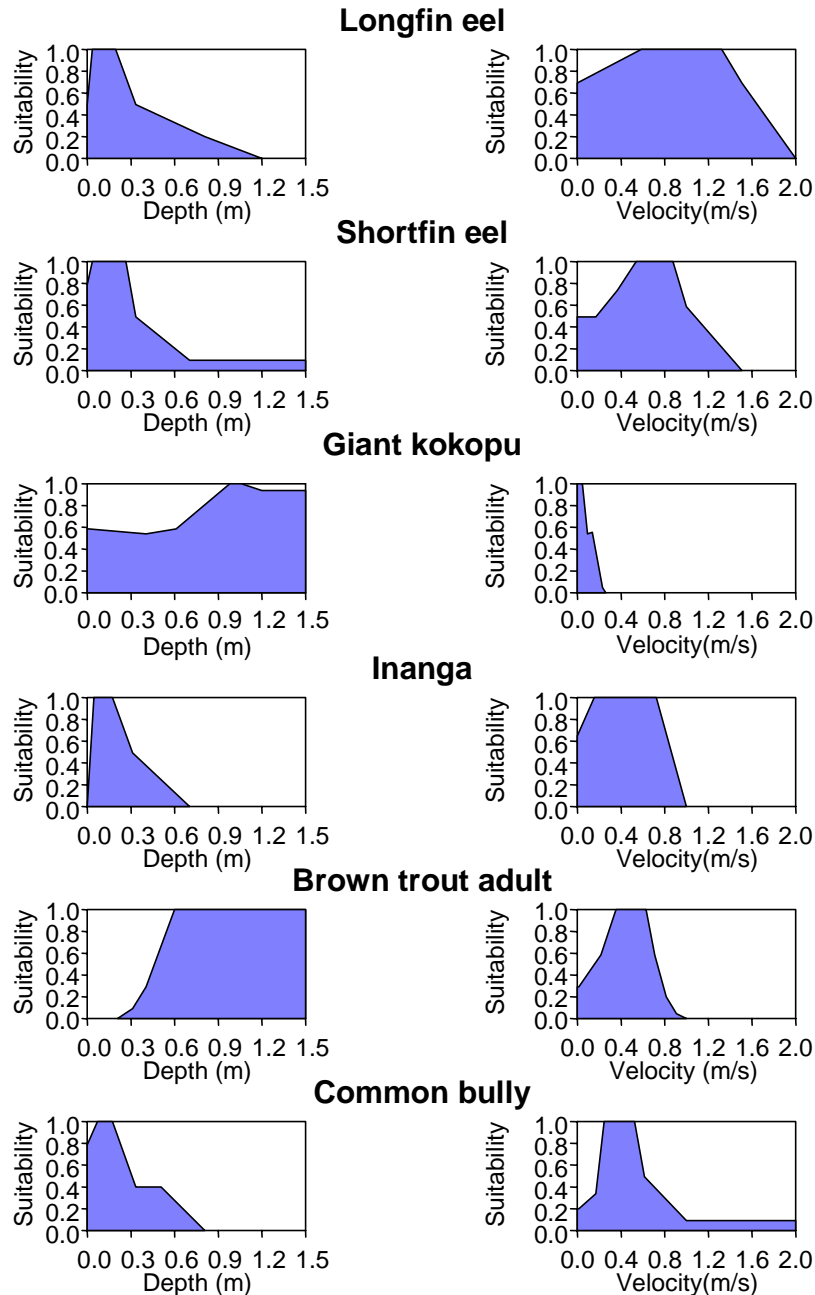 Longfin eel
Suitability
1.0
0.8
0.6
0.4
0.2
0.0
0.0 0.3 0.6 0.9 1.2 1.5
Depth (m)
Suitability
1.0
0.8
0.6
0.4
0.2
0.0
0.0 0.4 0.8 1.2 1.6 2.0
Velocity(m/s)
Shortfin eel
Suitability
1.0
0.8
0.6
0.4
0.2
0.0
0.0 0.3 0.6 0.9 1.2 1.5
Depth (m)
Suitability
1.0
0.8
0.6
0.4
0.2
0.0
0.0 0.4 0.8 1.2 1.6 2.0
Velocity(m/s)
Giant kokopu
Suitability
1.0
0.8
0.6
0.4
0.2
0.0
0.0 0.3 0.6 0.9 1.2 1.5
Depth (m)
Suitability
1.0
0.8
0.6
0.4
0.2
0.0
0.0 0.4 0.8 1.2 1.6 2.0
Velocity(m/s)
Inanga
Suitability
1.0
0.8
0.6
0.4
0.2
0.0
0.0 0.3 0.6 0.9 1.2 1.5
Depth (m)
Suitability
1.0
0.8
0.6
0.4
0.2
0.0
0.0 0.4 0.8 1.2 1.6 2.0
Velocity(m/s)
Brown trout adult
Suitability
1.0
0.8
0.6
0.4
0.2
0.0
0.0 0.3 0.6 0.9 1.2 1.5
Depth (m)
Suitability
1.0
0.8
0.6
0.4
0.2
0.0
0.0 0.4 0.8 1.2 1.6 2.0
Velocity (m/s)
Common bully
Suitability
1.0
0.8
0.6
0.4
0.2
0.0
0.0 0.3 0.6 0.9 1.2 1.5
Depth (m)
Suitability
1.0
0.8
0.6
0.4
0.2
0.0
0.0 0.4 0.8 1.2 1.6 2.0
Velocity(m/s)